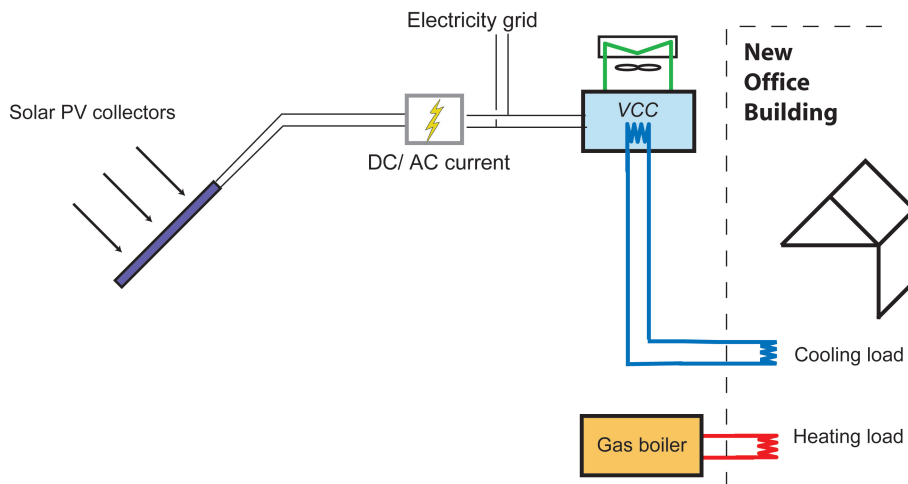 Electricity grid
New
Office
Building
Solar PV collectors
VCC
DC/ AC current
Cooling load
Gas boiler
Heating load